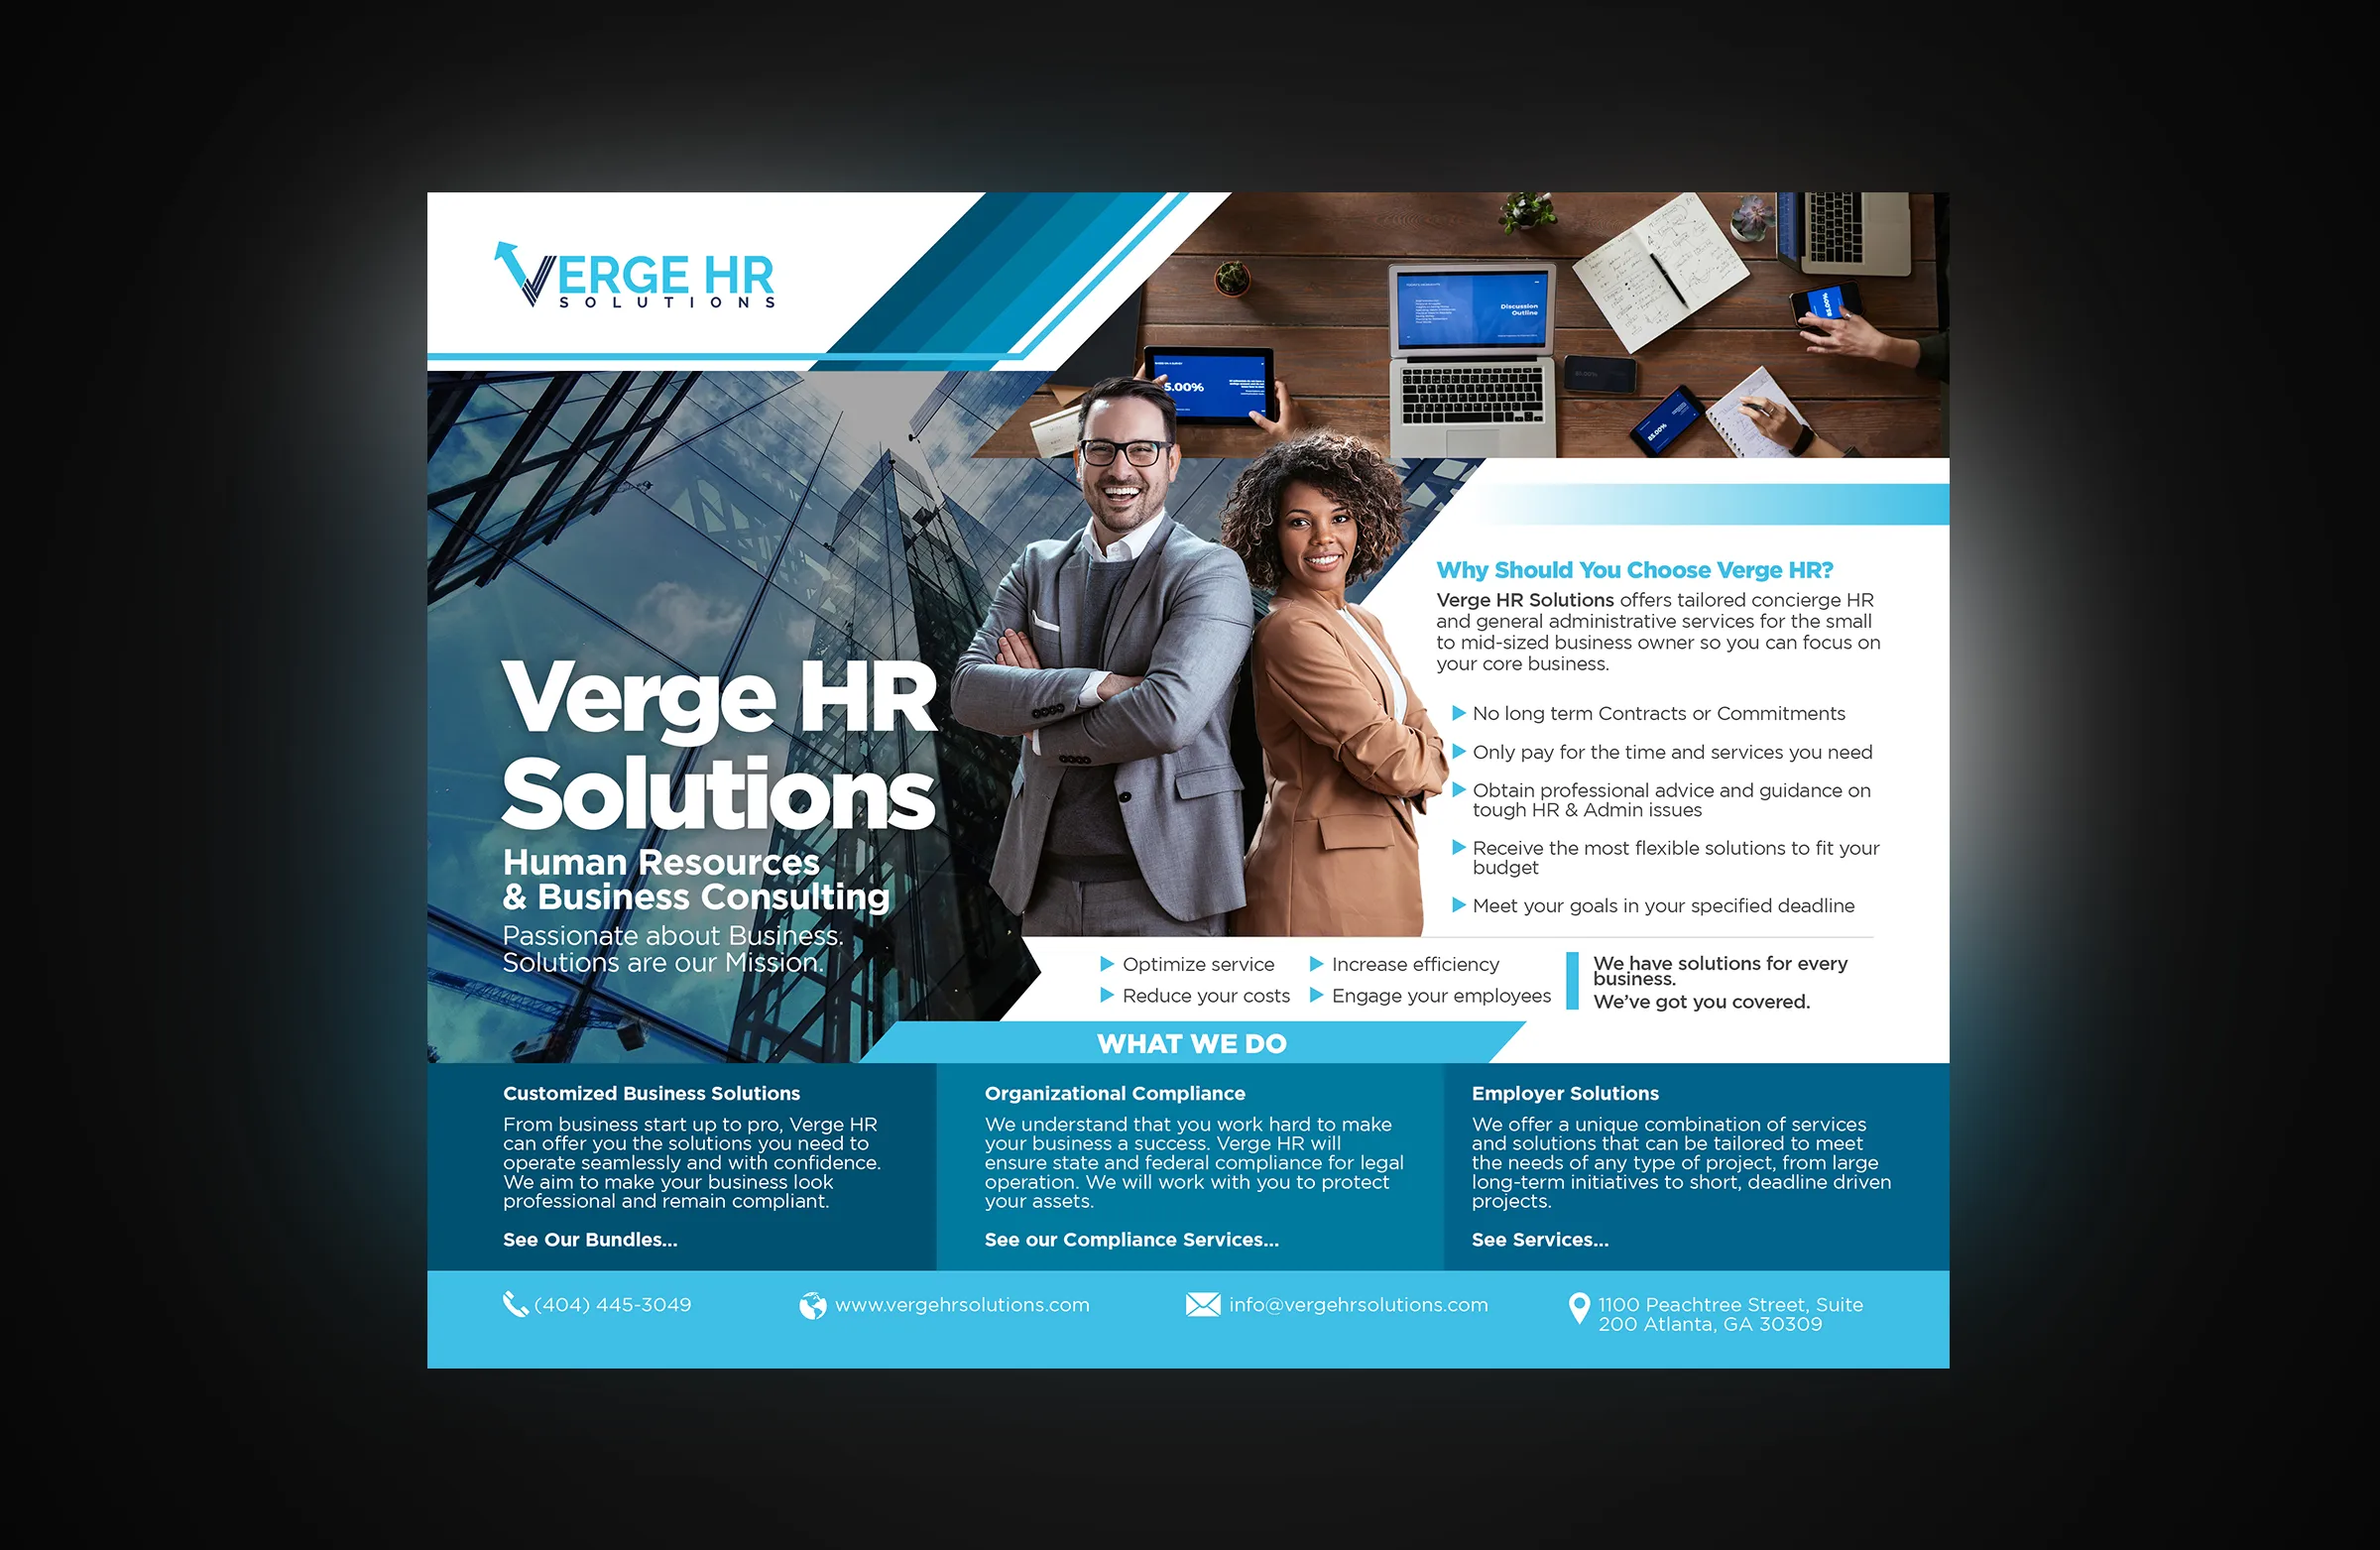 VERGE HR
SOLUTIONS
Discussion
Outline
5.00%
85.00%
Verge HR
Solutions
Human Resources
& Business Consulting
Passionate about Business.
Solutions are our Mission.
Why Should You Choose Verge HR?
Verge HR Solutions offers tailored concierge HR
and general administrative services for the small
to mid-sized business owner so you can focus on
your core business.
No long term Contracts or Commitments
Only pay for the time and services you need
Obtain professional advice and guidance on
tough HR & Admin issues
Receive the most flexible solutions to fit your
budget
Meet your goals in your specified deadline
Optimize service
Increase efficiency
Reduce your costs
Engage your employees
We have solutions for every
business.
We've got you covered.
WHAT WE DO
Customized Business Solutions
From business start up to pro, Verge HR
can offer you the solutions you need to
operate seamlessly and with confidence.
We aim to make your business look
professional and remain compliant.
See Our Bundles...
Organizational Compliance
We understand that you work hard to make
your business a success. Verge HR will
ensure state and federal compliance for legal
operation. We will work with you to protect
your assets.
See our Compliance Services...
Employer Solutions
We offer a unique combination of services
and solutions that can be tailored to meet
the needs of any type of project, from large
long-term initiatives to short, deadline driven
projects.
See Services...
(404) 445-3049
www.vergehrsolutions.com
info@vergehrsolutions.com
1100 Peachtree Street, Suite
200 Atlanta, GA 30309